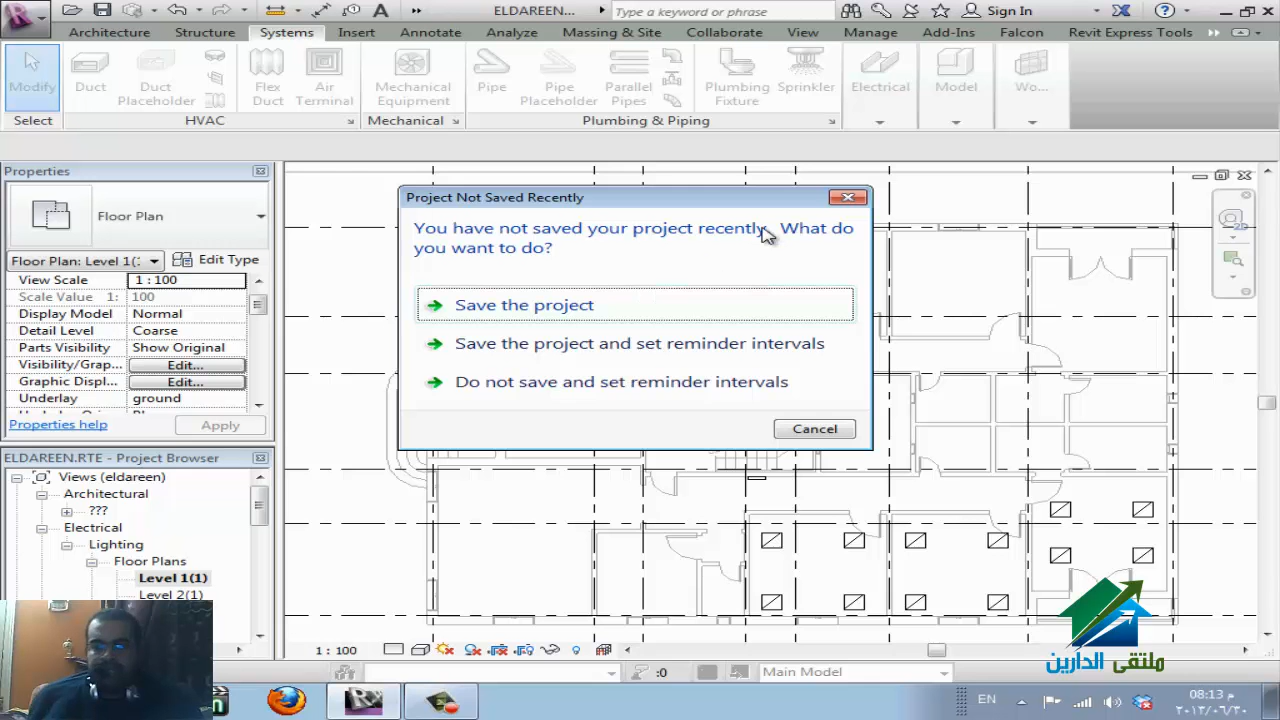 ELDAREEN...
Type a keyword or phrase
Sign In
Architecture
Structure
Systems
Insert
Annotate
Analyze
Massing & Site
Collaborate
View
Manage
Add-Ins
Falcon
Revit Express Tools
Modify
Duct
Duct
Placeholder
Flex
Duct
Air
Terminal
Mechanical
Equipment
Pipe
Pipe
Placeholder
Parallel
Pipes
Plumbing
Fixture
Sprinkler
Electrical
Model
Wo...
Select
HVAC
Mechanical
Plumbing & Piping
Properties
Floor Plan
Floor Plan: Level 1(:
Edit Type
View Scale
1 : 100
Scale Value 1:
100
Display Model
Normal
Detail Level
Coarse
Parts Visibility
Show Original
Visibility/Grap...
Edit...
Graphic Displ...
Edit...
Underlay
ground
Properties help
Apply
ELDAREEN.RTE - Project Browser
Views (eldareen)
Architectural
???
Electrical
Lighting
Floor Plans
Level 1(1)
Level 2(1)
Project Not Saved Recently
You have not saved your project recently. What do
you want to do?
Save the project
Save the project and set reminder intervals
Do not save and set reminder intervals
Cancel
1 : 100
:0
Main Model
ملتقى الدارين
EN
08:13 م
٢٠١٣/٠٦/٣٠